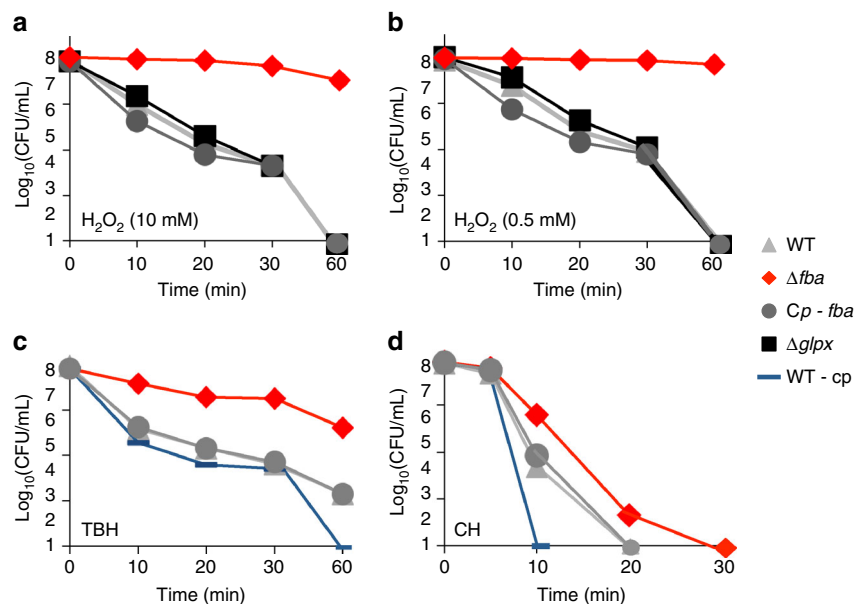 a
Log10(CFU/mL)
8
7
6
5
4
3
2
1
H2O2 (10 mM)
0 10 20 30 60
Time (min)
b
Log10(CFU/mL)
8
7
6
5
4
3
2
1
H2O2 (0.5 mM)
0 10 20 30 60
Time (min)
WT
Δfba
Cp - fba
Δglpx
WT - cp
c
Log10(CFU/mL)
8
7
6
5
4
3
2
1
TBH
0 10 20 30 60
Time (min)
d
Log10(CFU/mL)
8
7
6
5
4
3
2
1
CH
0 10 20 30
Time (min)